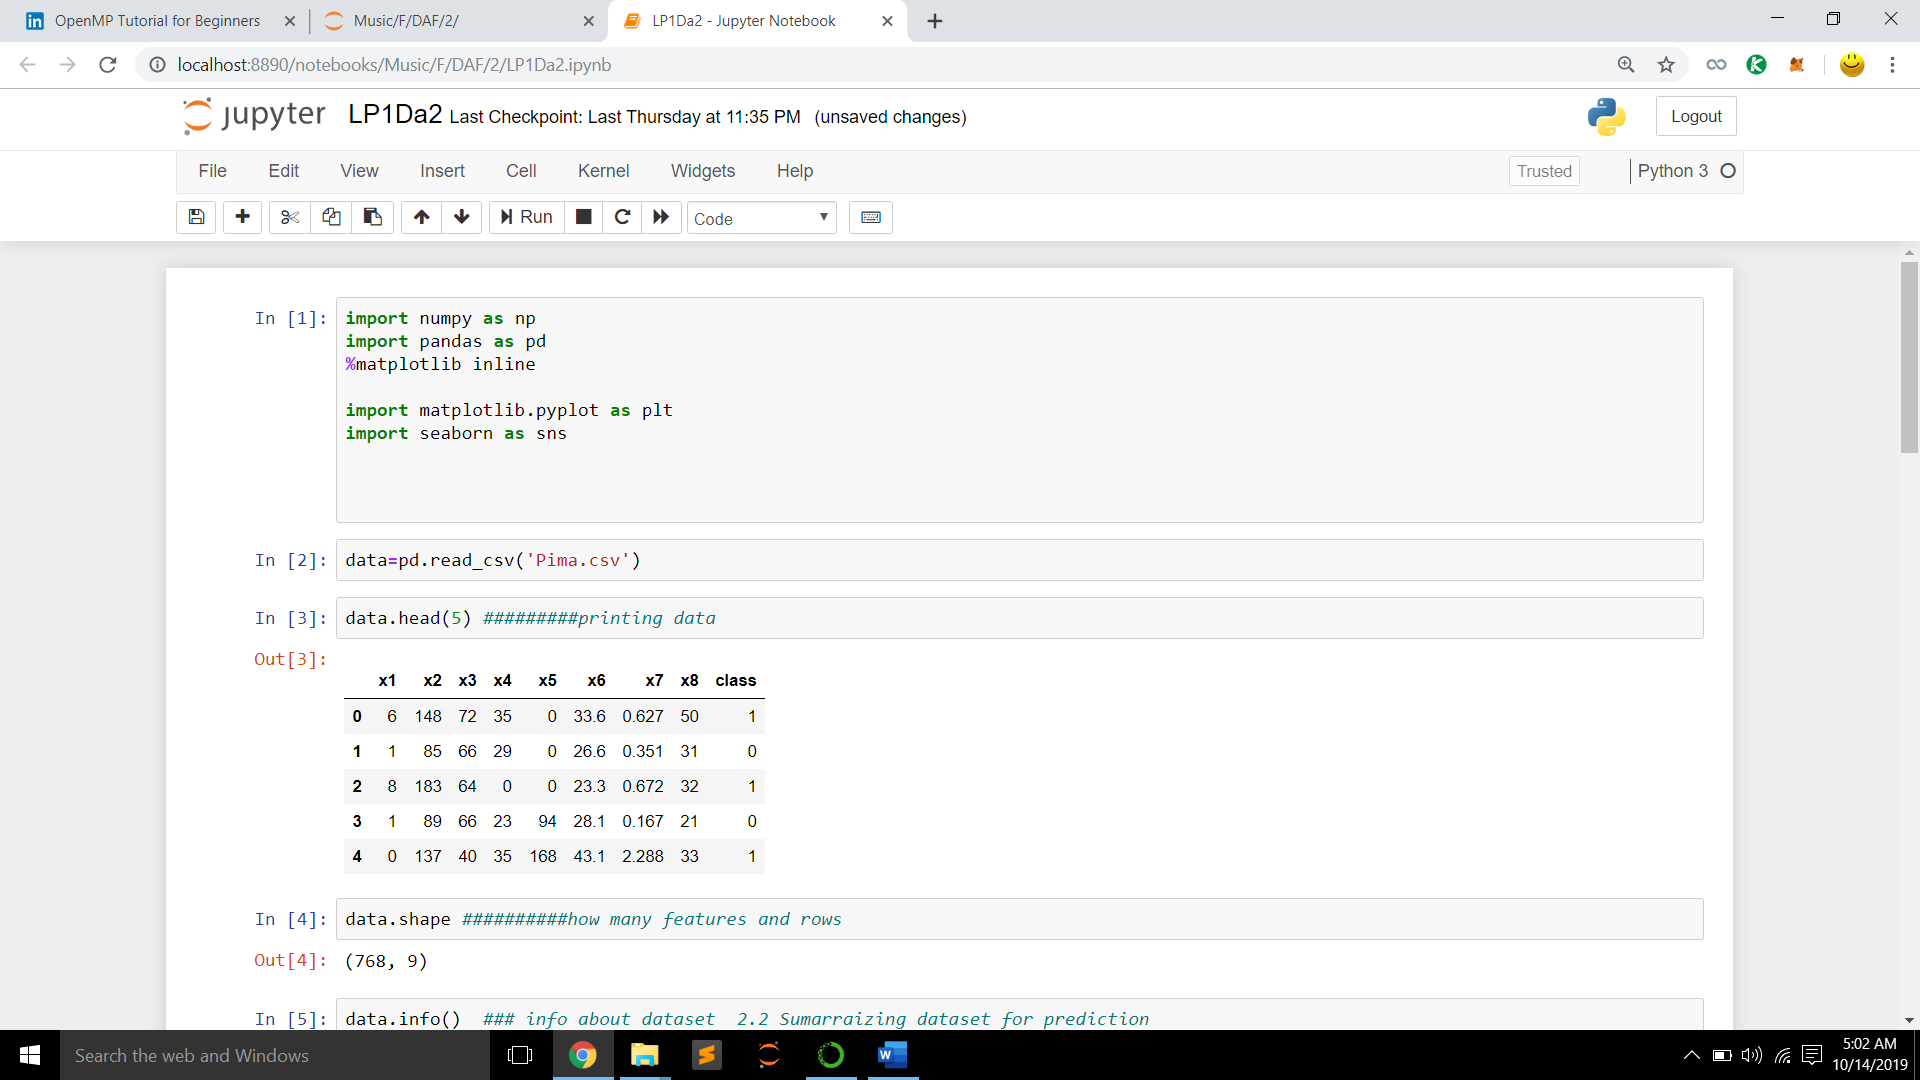 OpenMP Tutorial for Beginners
Music/F/DAF/2/
LP1Da2 - Jupyter Notebook
localhost:8890/notebooks/Music/F/DAF/2/LP1Da2.ipynb
jupyter LP1Da2 Last Checkpoint: Last Thursday at 11:35 PM (unsaved changes)
Logout
File Edit View Insert Cell Kernel Widgets Help
Trusted
Python 3
Run
Code
In [1]: import numpy as np
import pandas as pd
%matplotlib inline
import matplotlib.pyplot as plt
import seaborn as sns
In [2]: data=pd.read_csv('Pima.csv')
In [3]: data.head(5) #########printing data
Out[3]:
x1 x2 x3 x4 x5 x6 x7 x8 class
0 6 148 72 35 0 33.6 0.627 50 1
1 1 85 66 29 0 26.6 0.351 31 0
2 8 183 64 0 0 23.3 0.672 32 1
3 1 89 66 23 94 28.1 0.167 21 0
4 0 137 40 35 168 43.1 2.288 33 1
In [4]: data.shape ##########how many features and rows
Out[4]: (768, 9)
In [5]: data.info() ### info about dataset 2.2 Sumarraizing dataset for prediction
Search the web and Windows
5:02 AM
10/14/2019